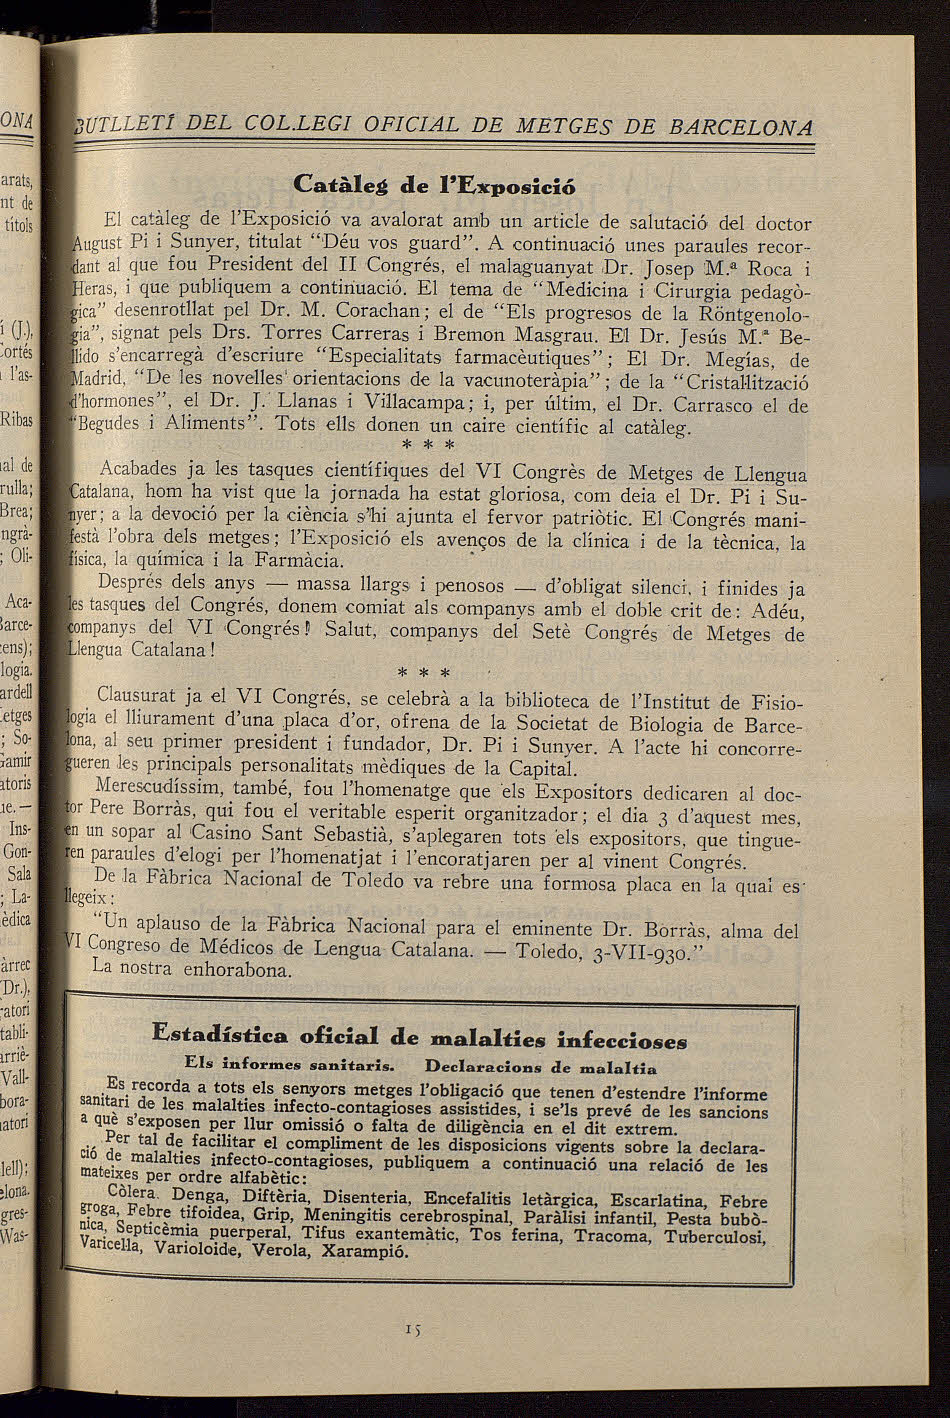 BUTLLETÍ DEL COL.LEGI OFICIAL DE METGES DE BARCELONA
Catàleg de l'Exposició
El catàleg de l'Exposició va avalorat amb un article de salutació del doctor
August Pi i Sunyer, titulat "Déu vos guard". A continuació unes paraules recor-
dant al que fou President del II Congrés, el malaguanyat Dr. Josep M.ª Roca i
Heras, i que publiquem a continuació. El tema de "Medicina i Cirurgia pedagò-
gica" desenrotllat pel Dr. M. Corachan; el de "Els progresos de la Röntgenolo-
gia", signat pels Drs. Torres Carreras i Bremon Masgrau. El Dr. Jesús M.ª Be-
llido s'encarregà d'escriure "Especialitats farmacèutiques"; El Dr. Megías, de
Madrid, "De les novelles orientacions de la vacunoteràpia"; de la "Cristal·lització
d'hormones", el Dr. J. Llanas i Villacampa; i, per últim, el Dr. Carrasco el de
"Begudes i Aliments". Tots ells donen un caire científic al catàleg.
* * *
Acabades ja les tasques científiques del VI Congrès de Metges de Llengua
Catalana, hom ha vist que la jornada ha estat gloriosa, com deia el Dr. Pi i Su-
nyer; a la devoció per la ciència s'hi ajunta el fervor patriòtic. El Congrés mani-
festà l'obra dels metges; l'Exposició els avenços de la clínica i de la tècnica, la
física, la química i la Farmàcia.
Després dels anys — massa llargs i penosos — d'obligat silenci, i finides ja
les tasques del Congrés, donem comiat als companys amb el doble crit de: Adéu,
companys del VI Congrés! Salut, companys del Setè Congrés de Metges de
Llengua Catalana!
* * *
Clausurat ja el VI Congrés, se celebrà a la biblioteca de l'Institut de Fisio-
logia el lliurament d'una placa d'or, ofrena de la Societat de Biologia de Barce-
lona, al seu primer president i fundador, Dr. Pi i Sunyer. A l'acte hi concorre-
gueren les principals personalitats mèdiques de la Capital.
Merescudíssim, també, fou l'homenatge que els Expositors dedicaren al doc-
tor Pere Borràs, qui fou el veritable esperit organitzador; el dia 3 d'aquest mes,
en un sopar al Casino Sant Sebastià, s'aplegaren tots els expositors, que tingue-
ren paraules d'elogi per l'homenatjat i l'encoratjaren per al vinent Congrés.
De la Fàbrica Nacional de Toledo va rebre una formosa placa en la qual es
llegeix:
"Un aplauso de la Fàbrica Nacional para el eminente Dr. Borràs, alma del
VI Congreso de Médicos de Lengua Catalana. — Toledo, 3-VII-930."
La nostra enhorabona.
Estadística oficial de malalties infeccioses
Els informes sanitaris. Declaracions de malaltia
Es recorda a tots els senyors metges l'obligació que tenen d'estendre l'informe
sanitari de les malalties infecto-contagioses assistides, i se'ls prevé de les sancions
a què s'exposen per llur omissió o falta de diligència en el dit extrem.
Per tal de facilitar el compliment de les disposicions vigents sobre la declara-
ció de malalties infecto-contagioses, publiquem a continuació una relació de les
mateixes per ordre alfabètic:
Còlera. Denga, Diftèria, Disenteria, Encefalitis letàrgica, Escarlatina, Febre
groga, Febre tifoidea, Grip, Meningitis cerebrospinal, Paràlisi infantil, Pesta bubò-
nica, Septicèmia puerperal, Tifus exantemàtic, Tos ferina, Tracoma, Tuberculosi,
Varicella, Varioloide, Verola, Xarampió.
15